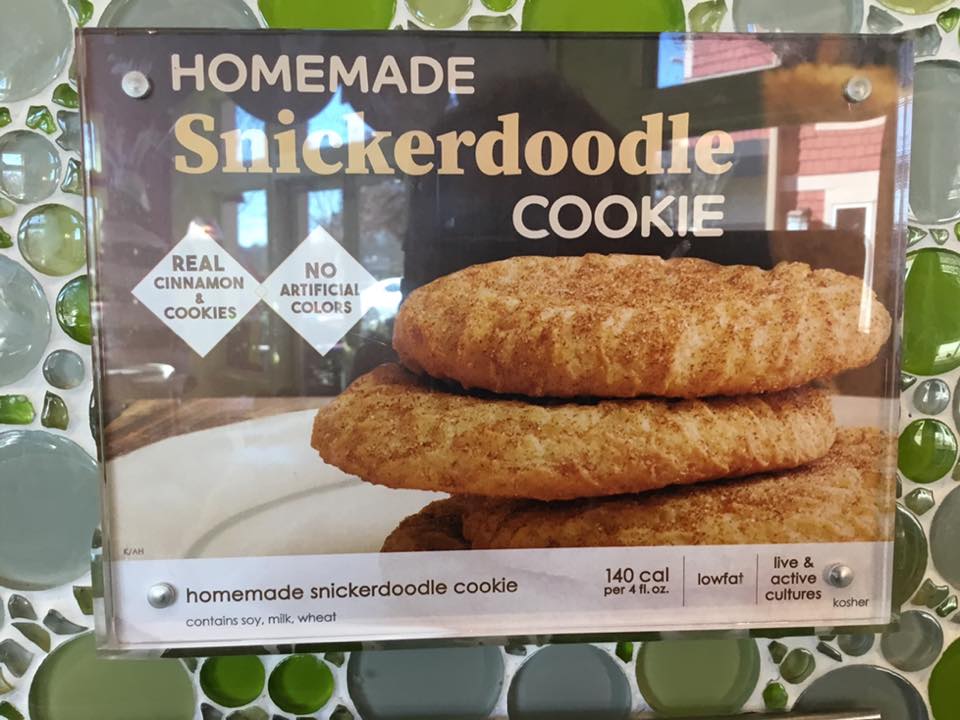 HOMEMADE
Snickerdoodle
COOKIE
REAL
CINNAMON
&
COOKIES
NO
ARTIFICIAL
COLORS
K/AH
homemade snickerdoodle cookie
contains soy, milk, wheat
140 cal
per 4 fl. oz.
lowfat
live &
active
cultures
kosher